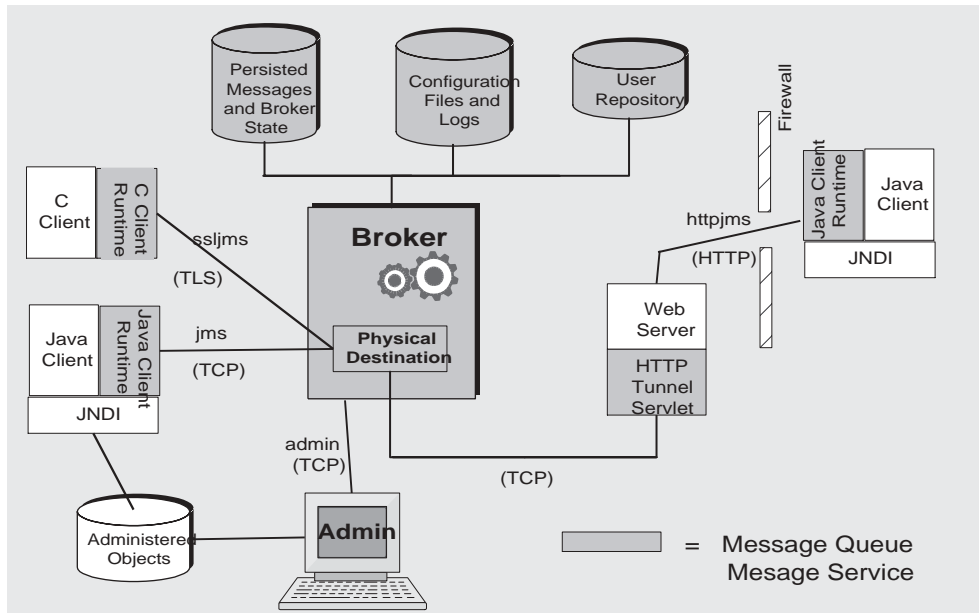 Persisted
Messages
and Broker
State
Configuration
Files and
Logs
User
Repository
Firewall
C
Client
C Client
Runtime
ssljms
(TLS)
Broker
Physical
Destination
httpjms
(HTTP)
Java Client
Runtime
Java
Client
JNDI
Web
Server
HTTP
Tunnel
Servlet
Java
Client
Java Client
Runtime
JNDI
jms
(TCP)
admin
(TCP)
(TCP)
Administered
Objects
Admin
= Message Queue
Mesage Service